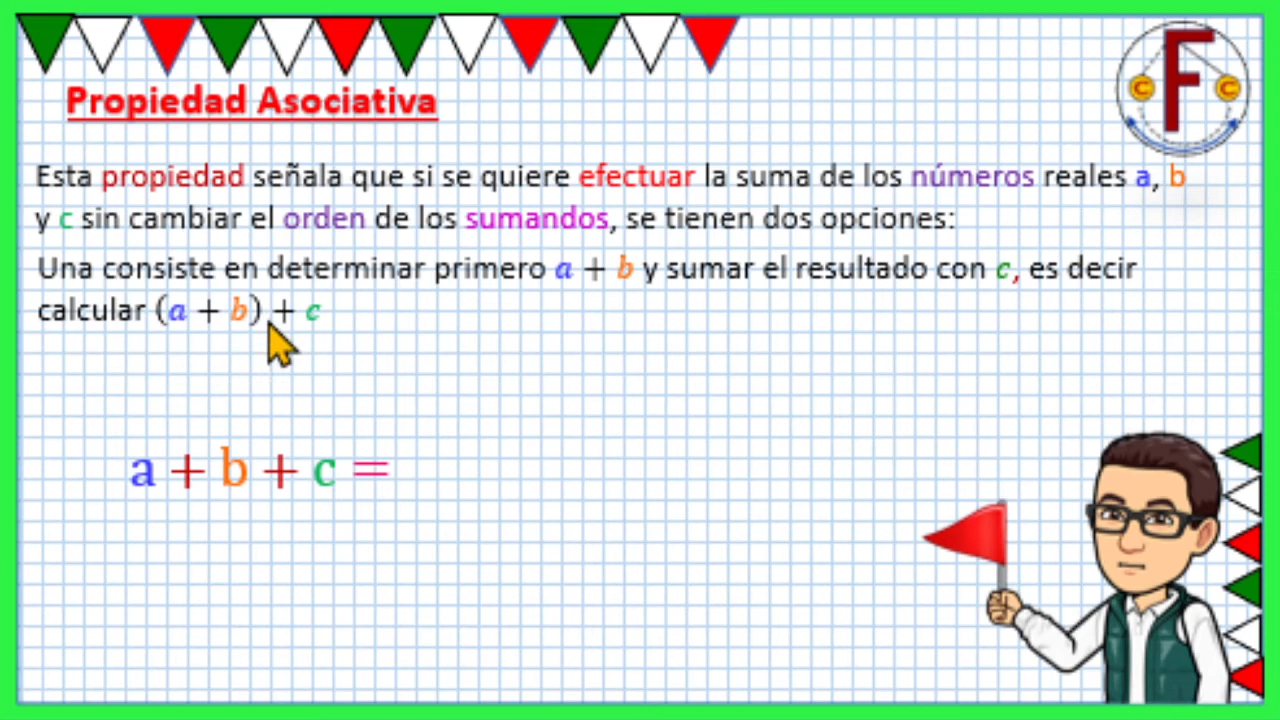 Propiedad Asociativa
C F C
Esta propiedad señala que si se quiere efectuar la suma de los números reales a, b
y c sin cambiar el orden de los sumandos, se tienen dos opciones:
Una consiste en determinar primero a + b y sumar el resultado con c, es decir
calcular (a + b) + c
a + b + c =